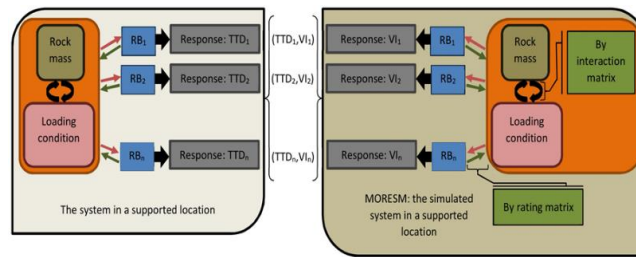 Rock
mass
Loading
condition
RB1
Response: TTD1
RB2
Response: TTD2
RBn
Response: TTDn
The system in a supported location
(TTD1,VI1)
(TTD2,VI2)
(TTDn,VIn)
Response: VI1
RB1
Response: VI2
RB2
Response: VIn
RBn
Rock
mass
Loading
condition
By
interaction
matrix
By rating matrix
MORESM: the simulated
system in a supported
location